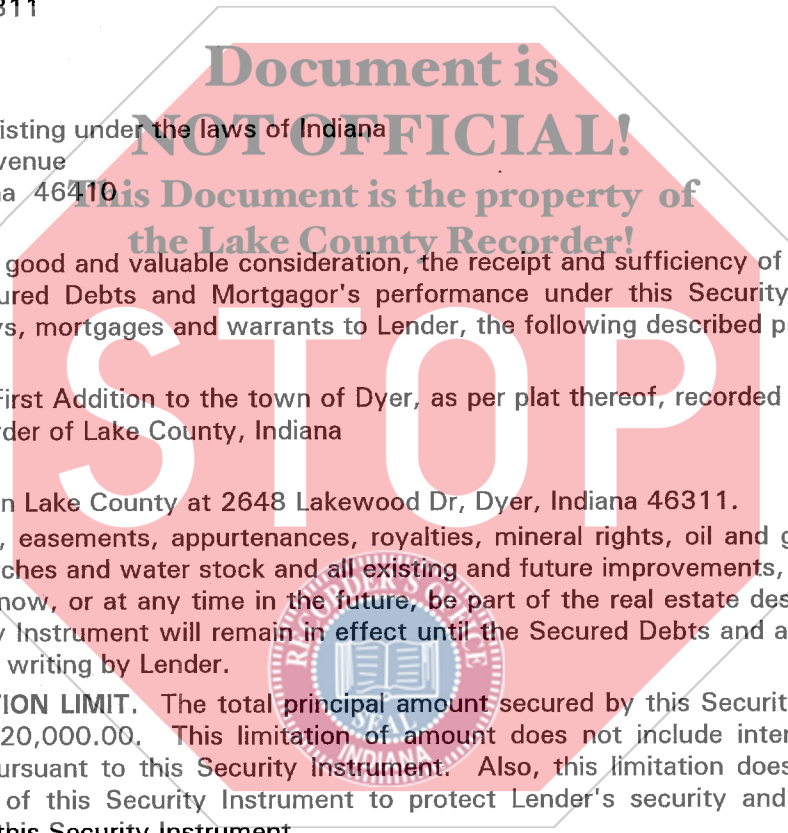 311
Document is
isting under the laws of Indiana
NOT OFFICIAL!
venue
a 46410
This Document is the property of
the Lake County Recorder!
good and valuable consideration, the receipt and sufficiency of
ured Debts and Mortgagor's performance under this Security
ys, mortgages and warrants to Lender, the following described p
STOP
First Addition to the town of Dyer, as per plat thereof, recorded
rder of Lake County, Indiana
n Lake County at 2648 Lakewood Dr, Dyer, Indiana 46311.
, easements, appurtenances, royalties, mineral rights, oil and g
ches and water stock and all existing and future improvements,
now, or at any time in the future, be part of the real estate des
y Instrument will remain in effect until the Secured Debts and a
writing by Lender.
RECORDER'S OFFICE
SEAL
INDIANA
TION LIMIT. The total principal amount secured by this Securit
20,000.00. This limitation of amount does not include inter
ursuant to this Security Instrument. Also, this limitation does
of this Security Instrument to protect Lender's security and
this Security Instrument